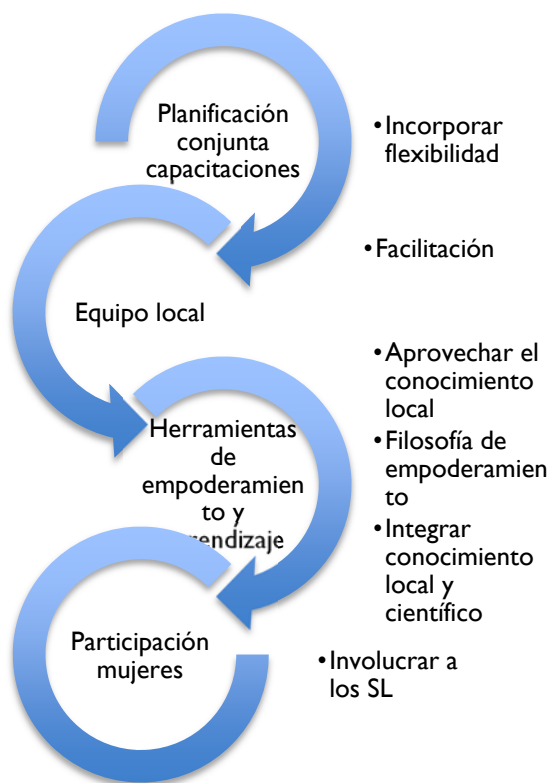 Planificación
conjunta
capacitaciones
•Incorporar
flexibilidad
•Facilitación
Equipo local
Herramientas
de
empoderamien
to y
rendizaje
•Aprovechar el
conocimiento
local
•Filosofía de
empoderamien
to
•Integrar
conocimiento
local y
científico
Participación
mujeres
•Involucrar a
los SL